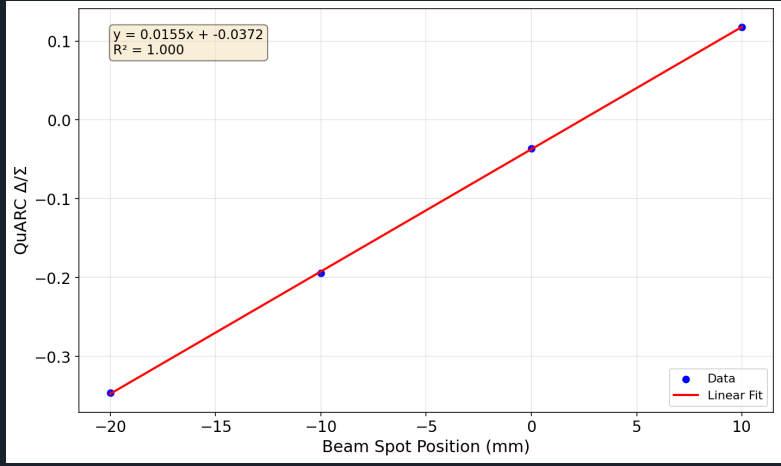 y = 0.0155x + -0.0372
R² = 1.000
0.1
0.0
−0.1
−0.2
−0.3
QuARC Δ/Σ
−20 −15 −10 −5 0 5 10
Beam Spot Position (mm)
Data
Linear Fit